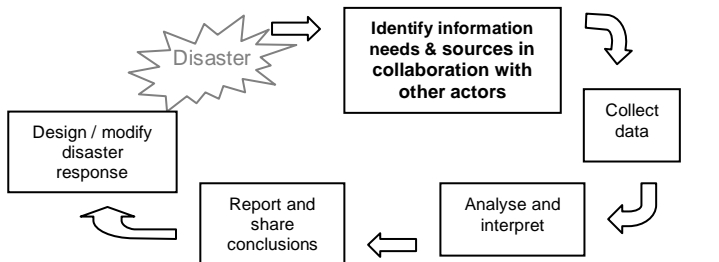 Disaster
Identify information
needs & sources in
collaboration with
other actors
Collect
data
Analyse and
interpret
Report and
share
conclusions
Design / modify
disaster
response